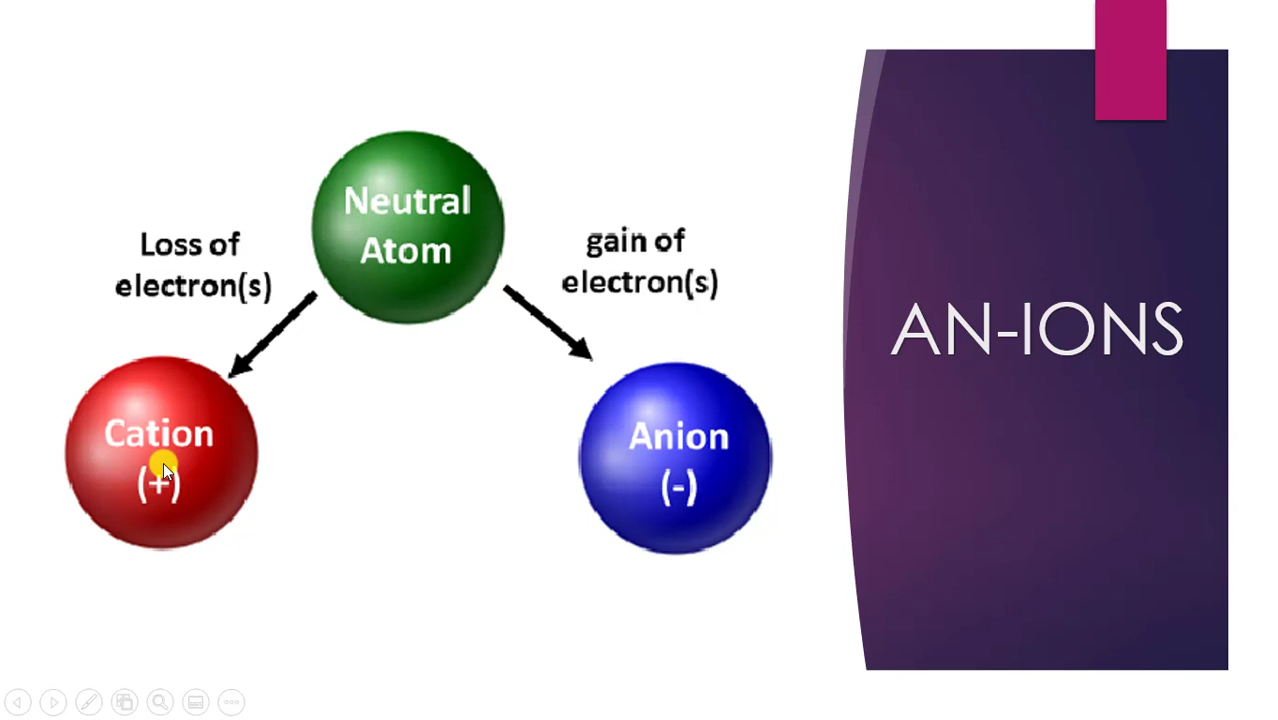 Neutral
Atom
Loss of
electron(s)
gain of
electron(s)
Cation
(+)
Anion
(-)
AN-IONS